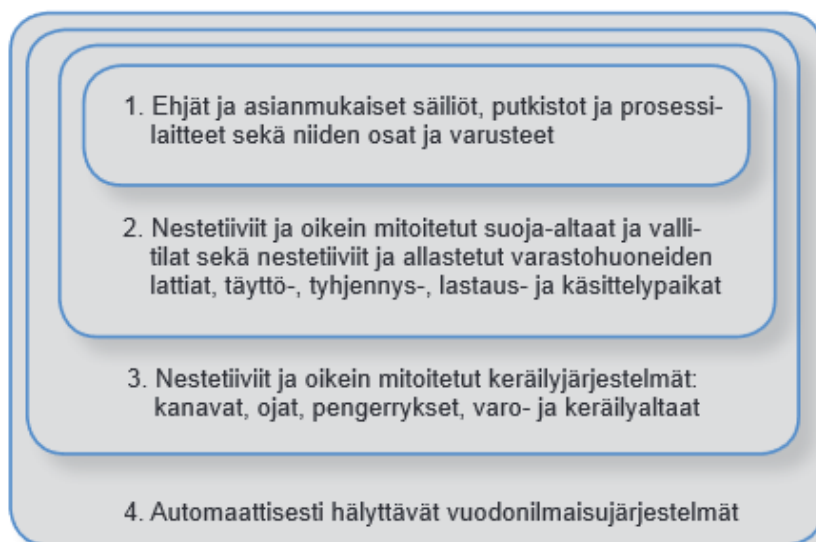 1. Ehjät ja asianmukaiset säiliöt, putkistot ja prosessi-
laitteet sekä niiden osat ja varusteet
2. Nestetiiviit ja oikein mitoitetut suoja-altaat ja valli-
tilat sekä nestetiiviit ja allastetut varastohuoneiden
lattiat, täyttö-, tyhjennys-, lastaus- ja käsittelypaikat
3. Nestetiiviit ja oikein mitoitetut keräilyjärjestelmät:
kanavat, ojat, pengerrykset, varo- ja keräilyaltaat
4. Automaattisesti hälyttävät vuodonilmaisujärjestelmät